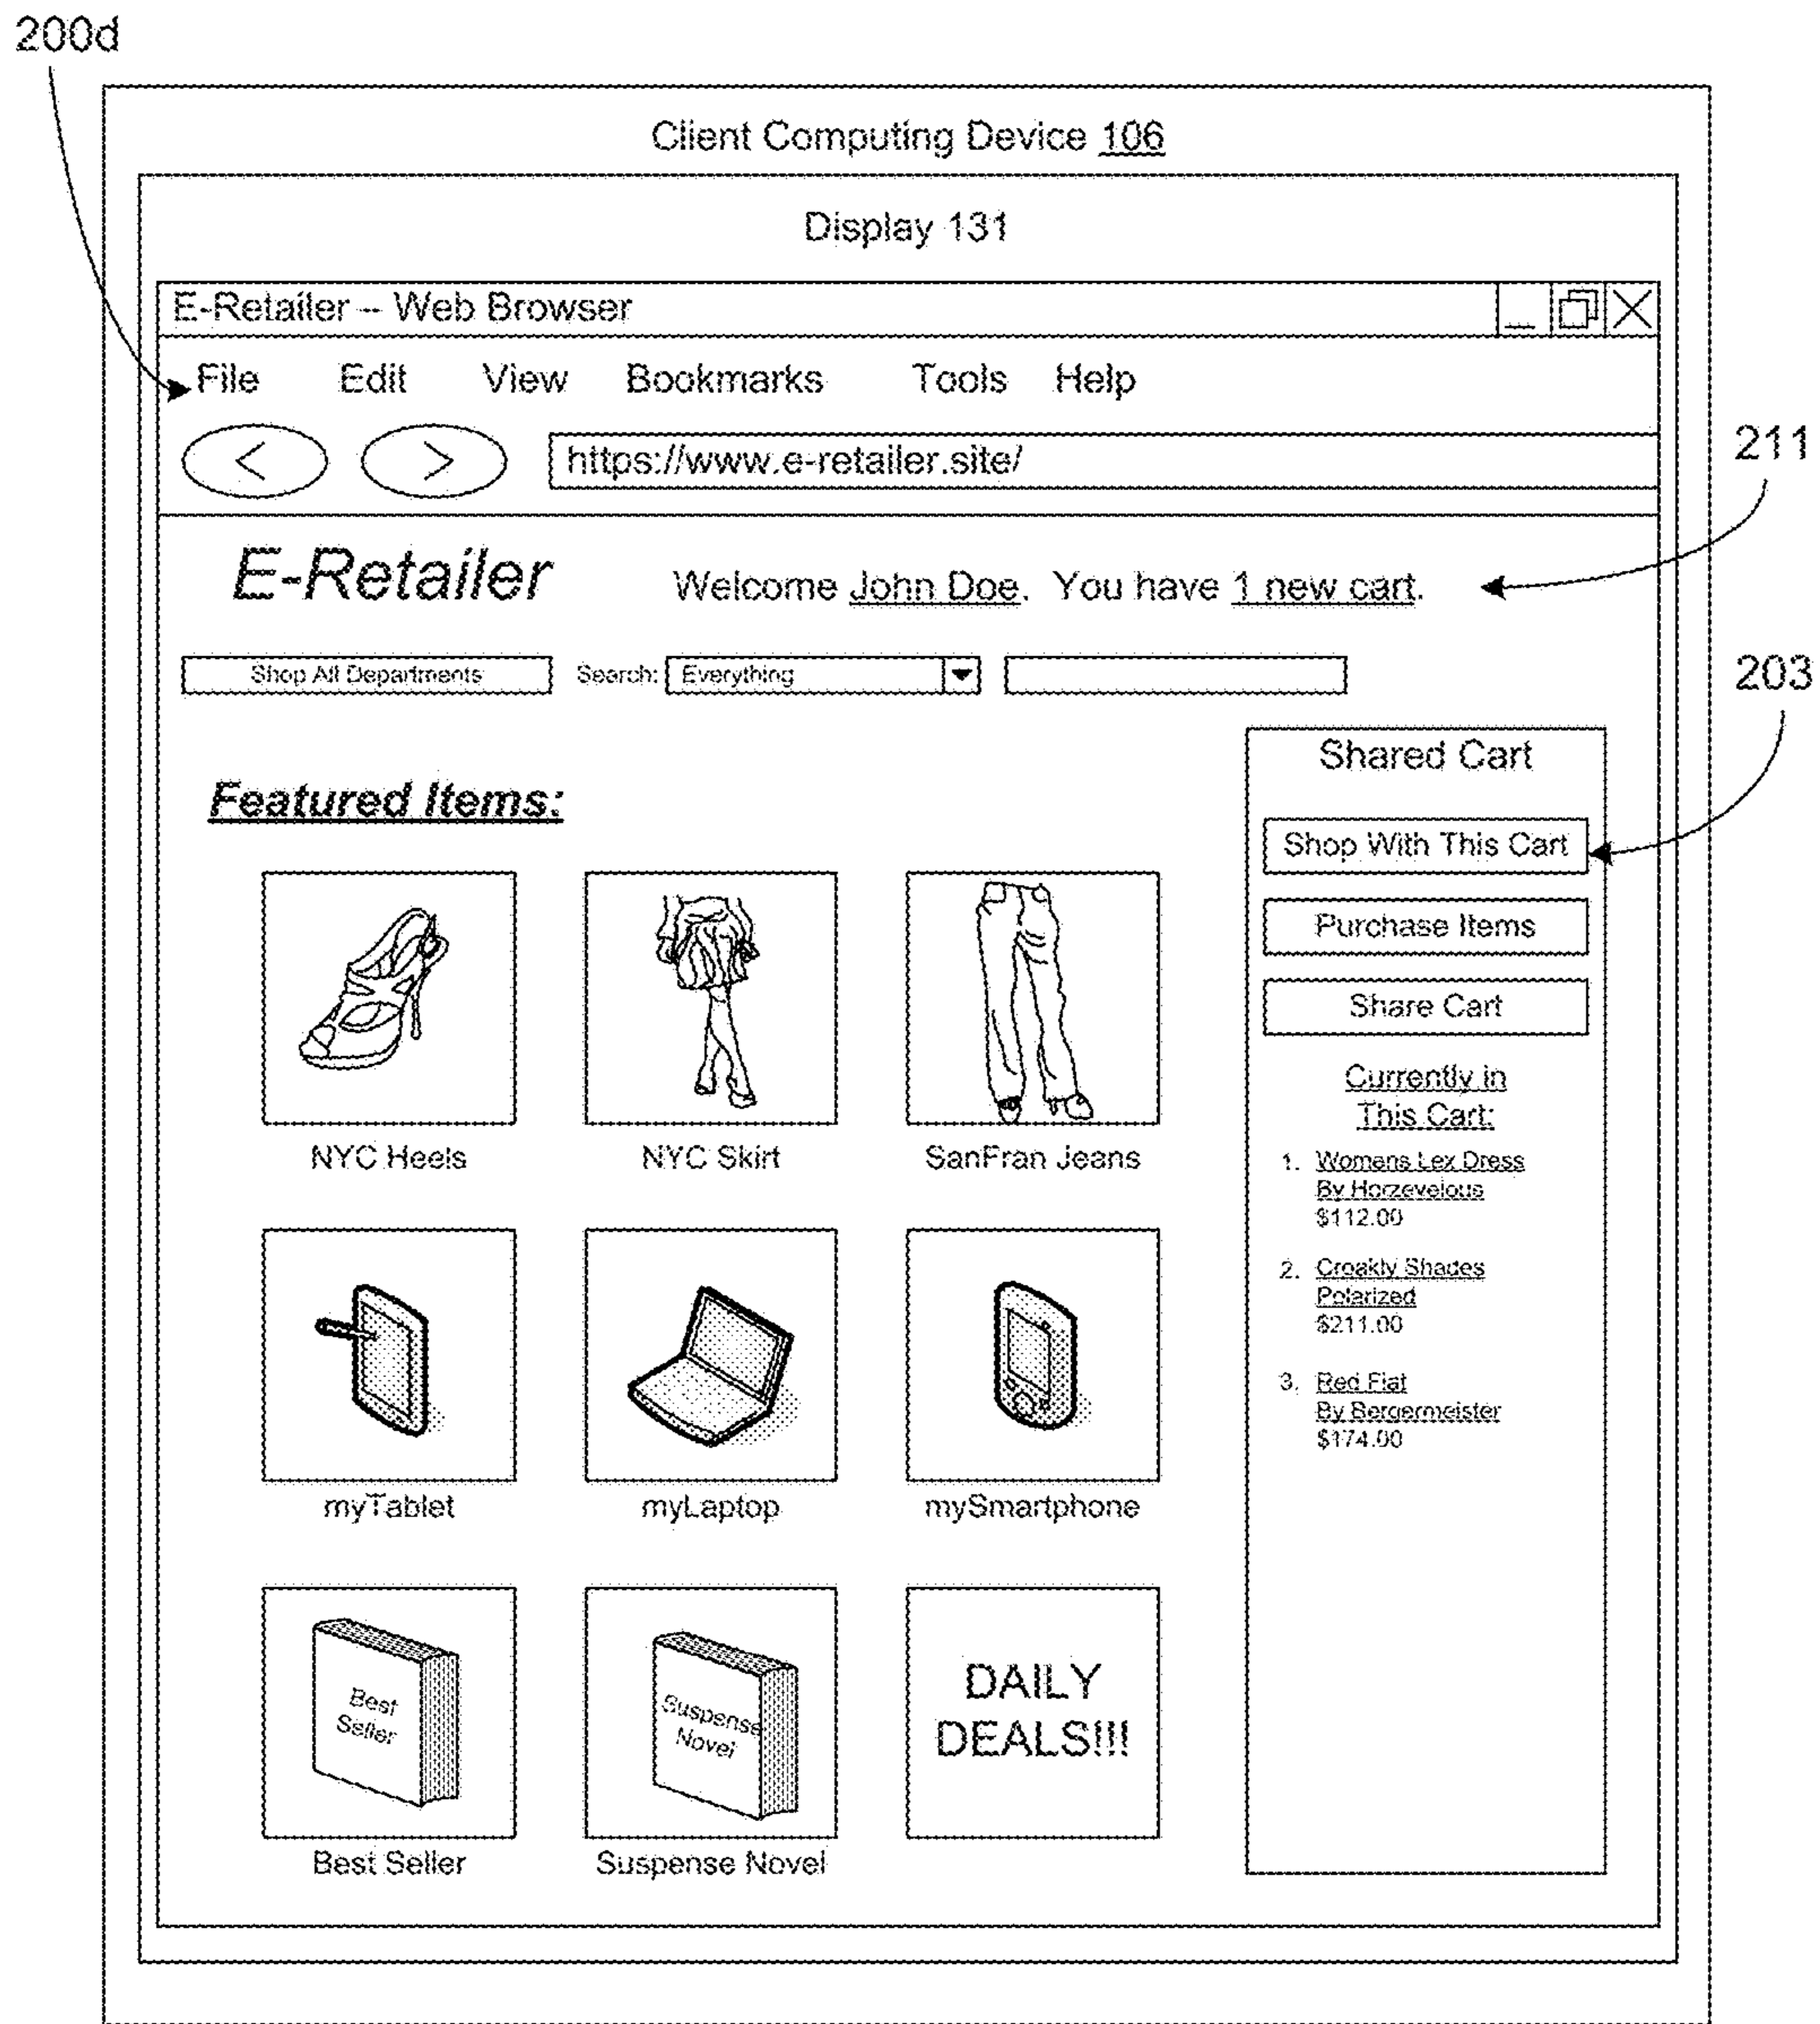 200d
Client Computing Device 106
Display 131
E-Retailer – Web Browser
File Edit View Bookmarks Tools Help
< > https://www.e-retailer.site/
211
E-Retailer Welcome John Doe. You have 1 new cart.
Shop All Departments Search: Everything
203
Shared Cart
Featured Items:
Shop With This Cart
Purchase Items
Share Cart
Currently in
This Cart:
NYC Heels NYC Skirt SanFran Jeans
1. Womens Lex Dress
By Horzevelous
$112.00
2. Croakly Shades
Polarized
$211.00
3. Red Flat
By Bergermeister
$174.00
myTablet myLaptop mySmartphone
Best
Seller
Suspense
Novel
DAILY
DEALS!!!
Best Seller Suspense Novel